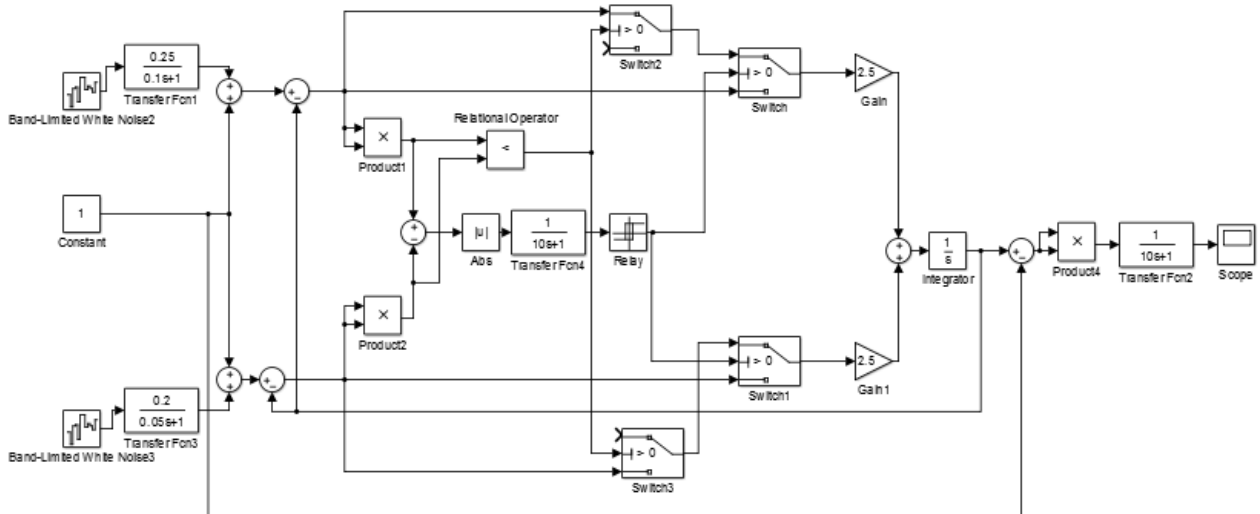 > 0
Switch2
0.25
0.1s+1
Transfer Fcn1
Band-Limited White Noise2
+
+
+
-
> 0
Switch
2.5
Gain
Relational Operator
×
Product1
<
1
Constant
+
-
|u|
Abs
1
10s+1
Transfer Fcn4
Relay
+
+
1
s
Integrator
+
-
×
Product4
1
10s+1
Transfer Fcn2
Scope
×
Product2
> 0
Switch1
2.5
Gain1
+
+
+
-
0.2
0.05s+1
Transfer Fcn3
Band-Limited White Noise3
> 0
Switch3